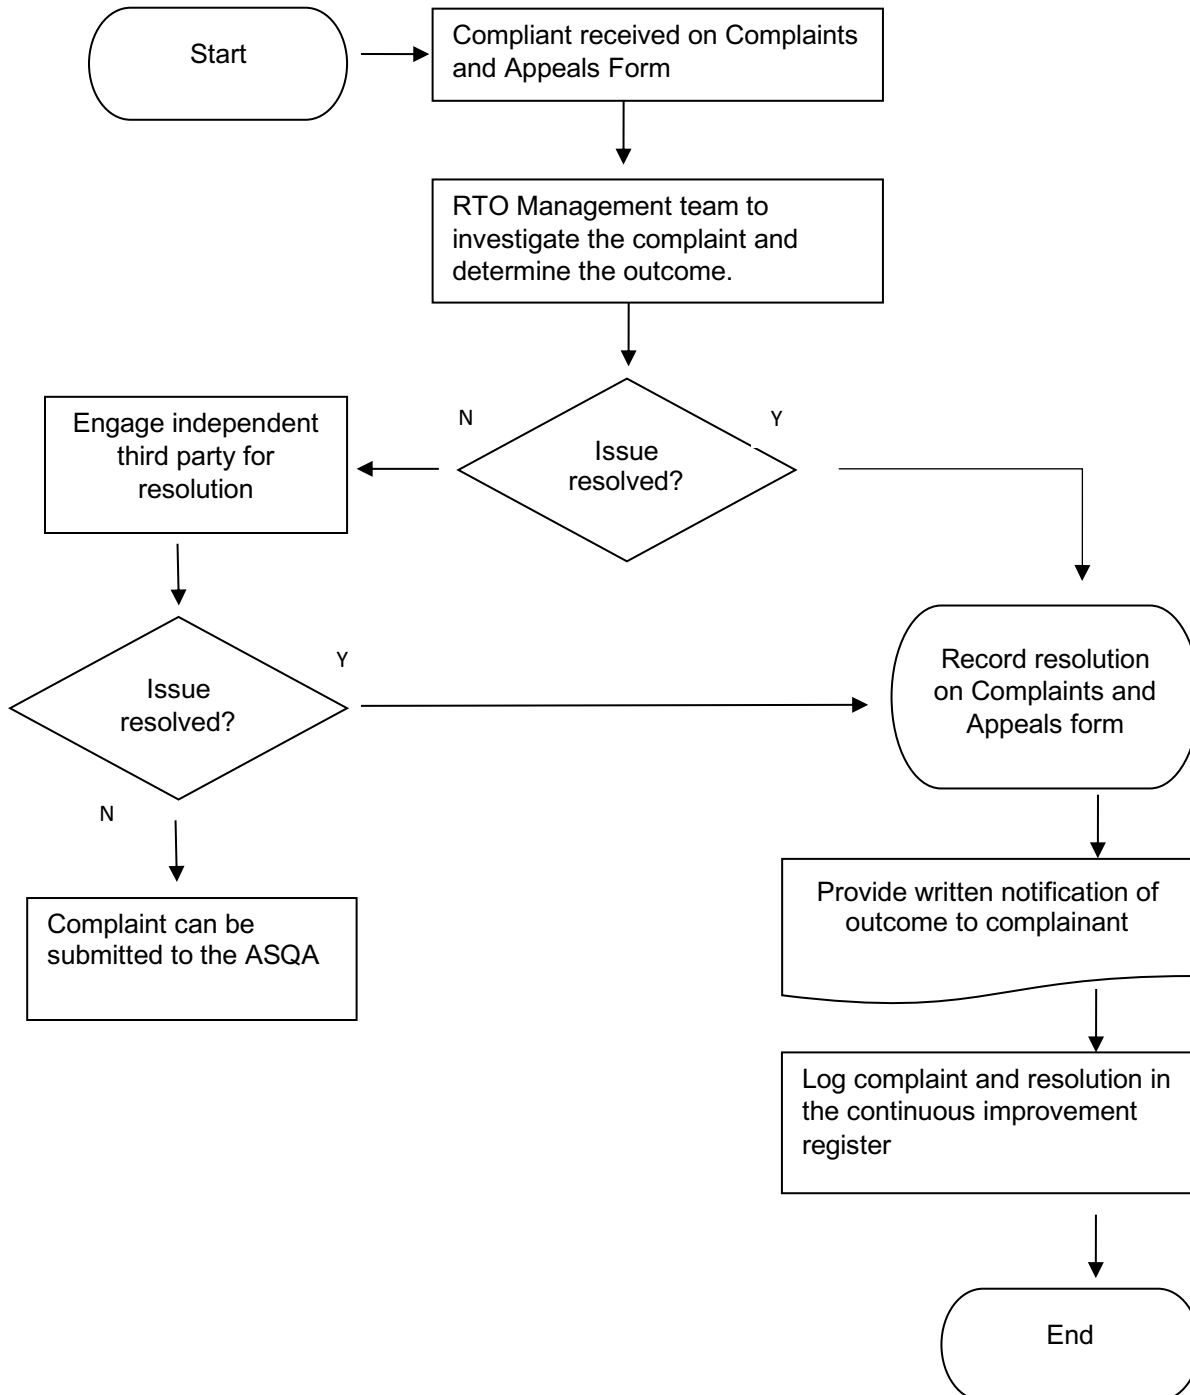 Start
Compliant received on Complaints
and Appeals Form
RTO Management team to
investigate the complaint and
determine the outcome.
N
Y
Issue
resolved?
Engage independent
third party for
resolution
Y
Issue
resolved?
N
Record resolution
on Complaints and
Appeals form
Complaint can be
submitted to the ASQA
Provide written notification of
outcome to complainant
Log complaint and resolution in
the continuous improvement
register
End